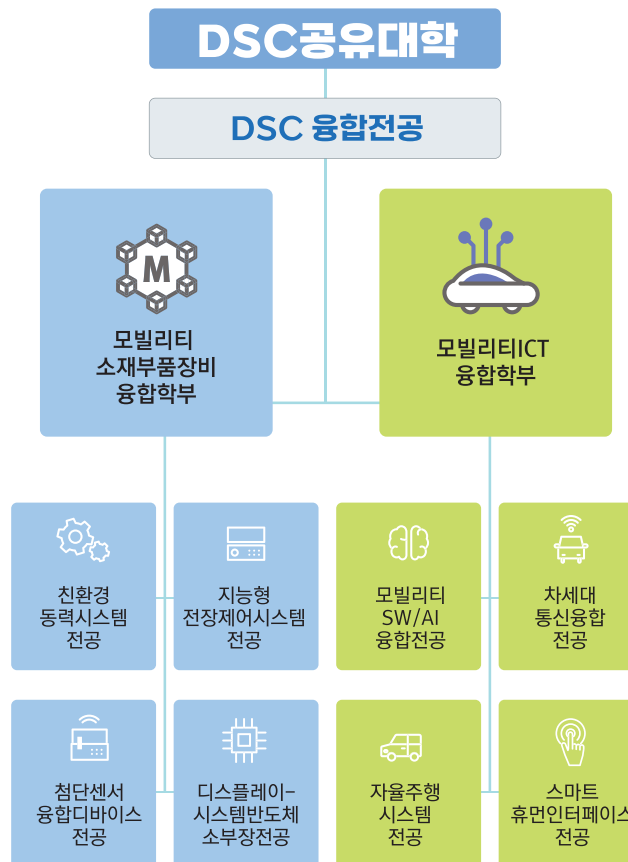 DSC공유대학
DSC 융합전공
M
모빌리티
소재부품장비
융합학부
모빌리티ICT
융합학부
친환경
동력시스템
전공
지능형
전장제어시스템
전공
모빌리티
SW/AI
융합전공
차세대
통신융합
전공
첨단센서
융합디바이스
전공
디스플레이-
시스템반도체
소부장전공
자율주행
시스템
전공
스마트
휴먼인터페이스
전공